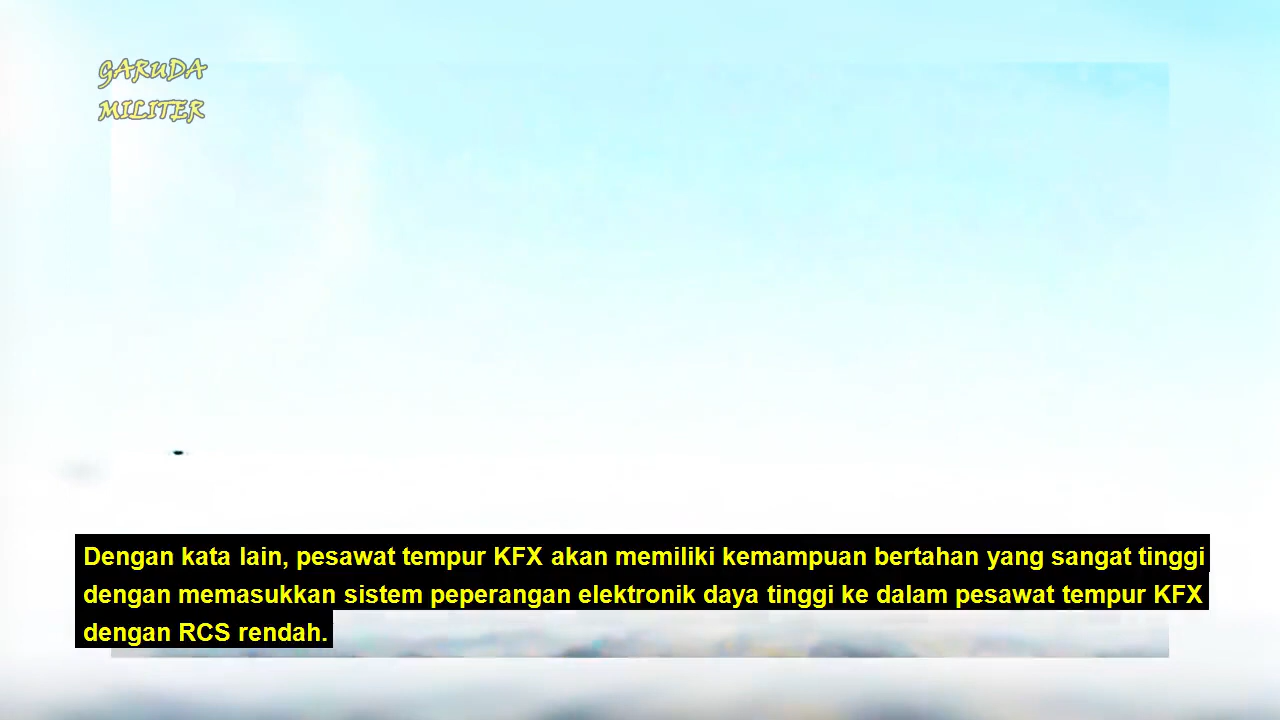 GARUDA
MILITER
Dengan kata lain, pesawat tempur KFX akan memiliki kemampuan bertahan yang sangat tinggi
dengan memasukkan sistem peperangan elektronik daya tinggi ke dalam pesawat tempur KFX
dengan RCS rendah.